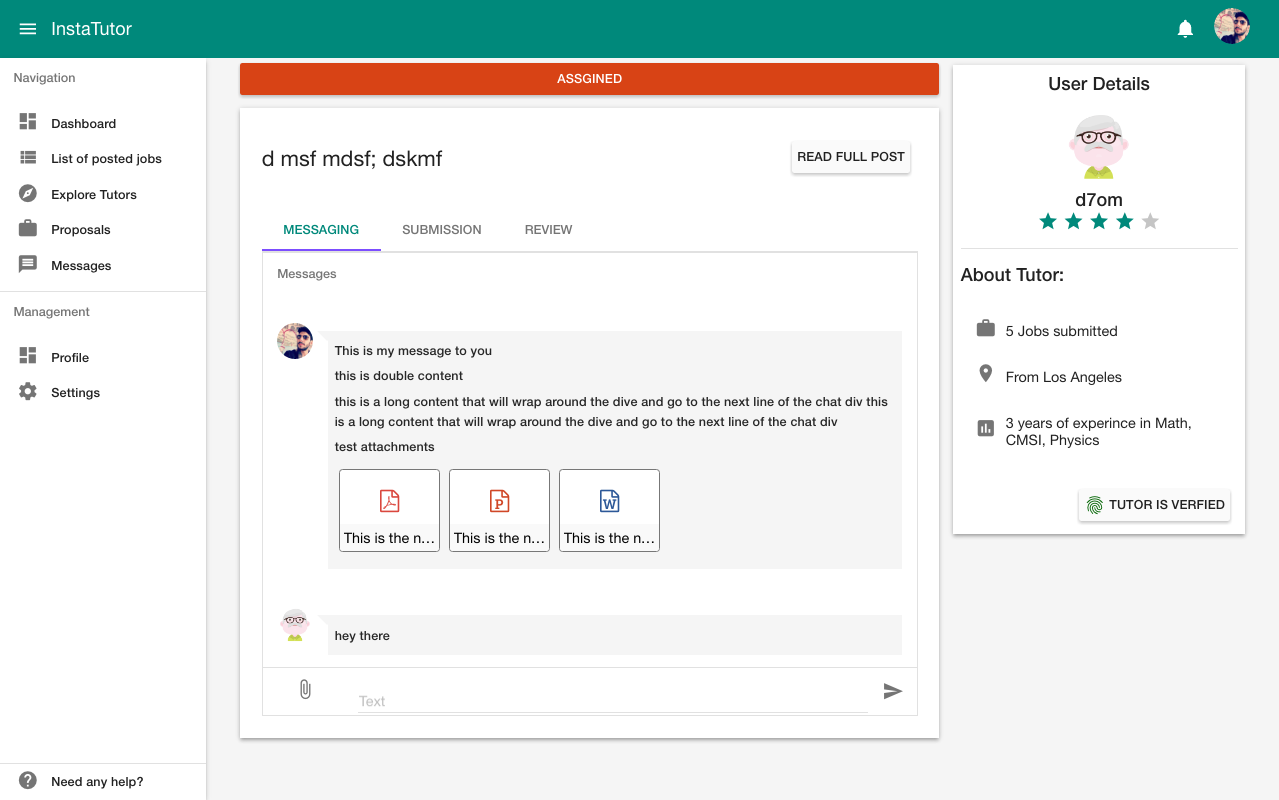 InstaTutor
Navigation
Dashboard
List of posted jobs
Explore Tutors
Proposals
Messages
Management
Profile
Settings
Need any help?
ASSGINED
d msf mdsf; dskmf
READ FULL POST
MESSAGING SUBMISSION REVIEW
Messages
This is my message to you
this is double content
this is a long content that will wrap around the dive and go to the next line of the chat div this
is a long content that will wrap around the dive and go to the next line of the chat div
test attachments
This is the n... This is the n... This is the n...
hey there
Text
User Details
d7om
About Tutor:
5 Jobs submitted
From Los Angeles
3 years of experince in Math,
CMSI, Physics
TUTOR IS VERFIED